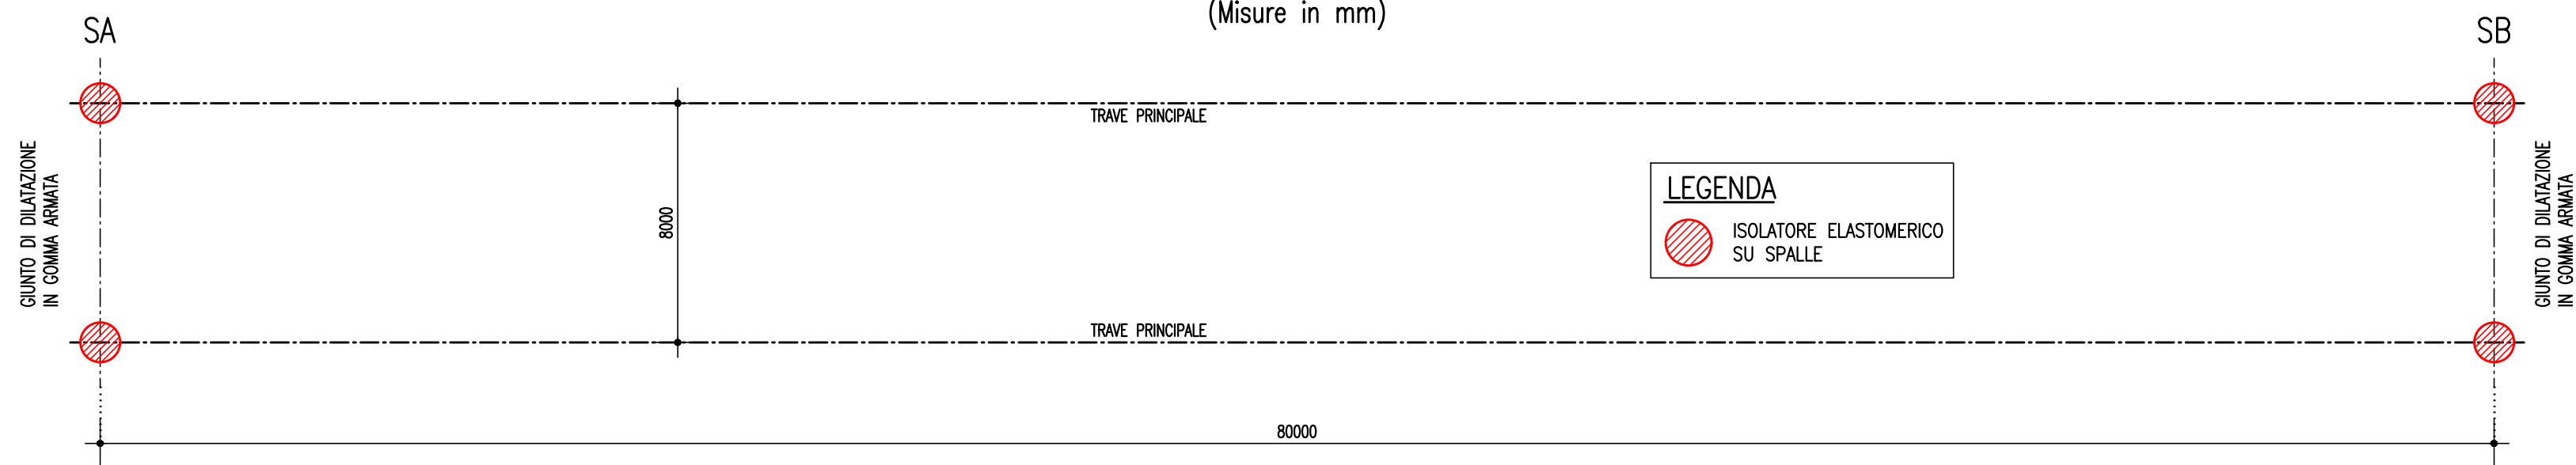 (Misure in mm)
SA
SB
TRAVE PRINCIPALE
GIUNTO DI DILATAZIONE
IN GOMMA ARMATA
8000
LEGENDA
ISOLATORE ELASTOMERICO
SU SPALLE
GIUNTO DI DILATAZIONE
IN GOMMA ARMATA
TRAVE PRINCIPALE
80000